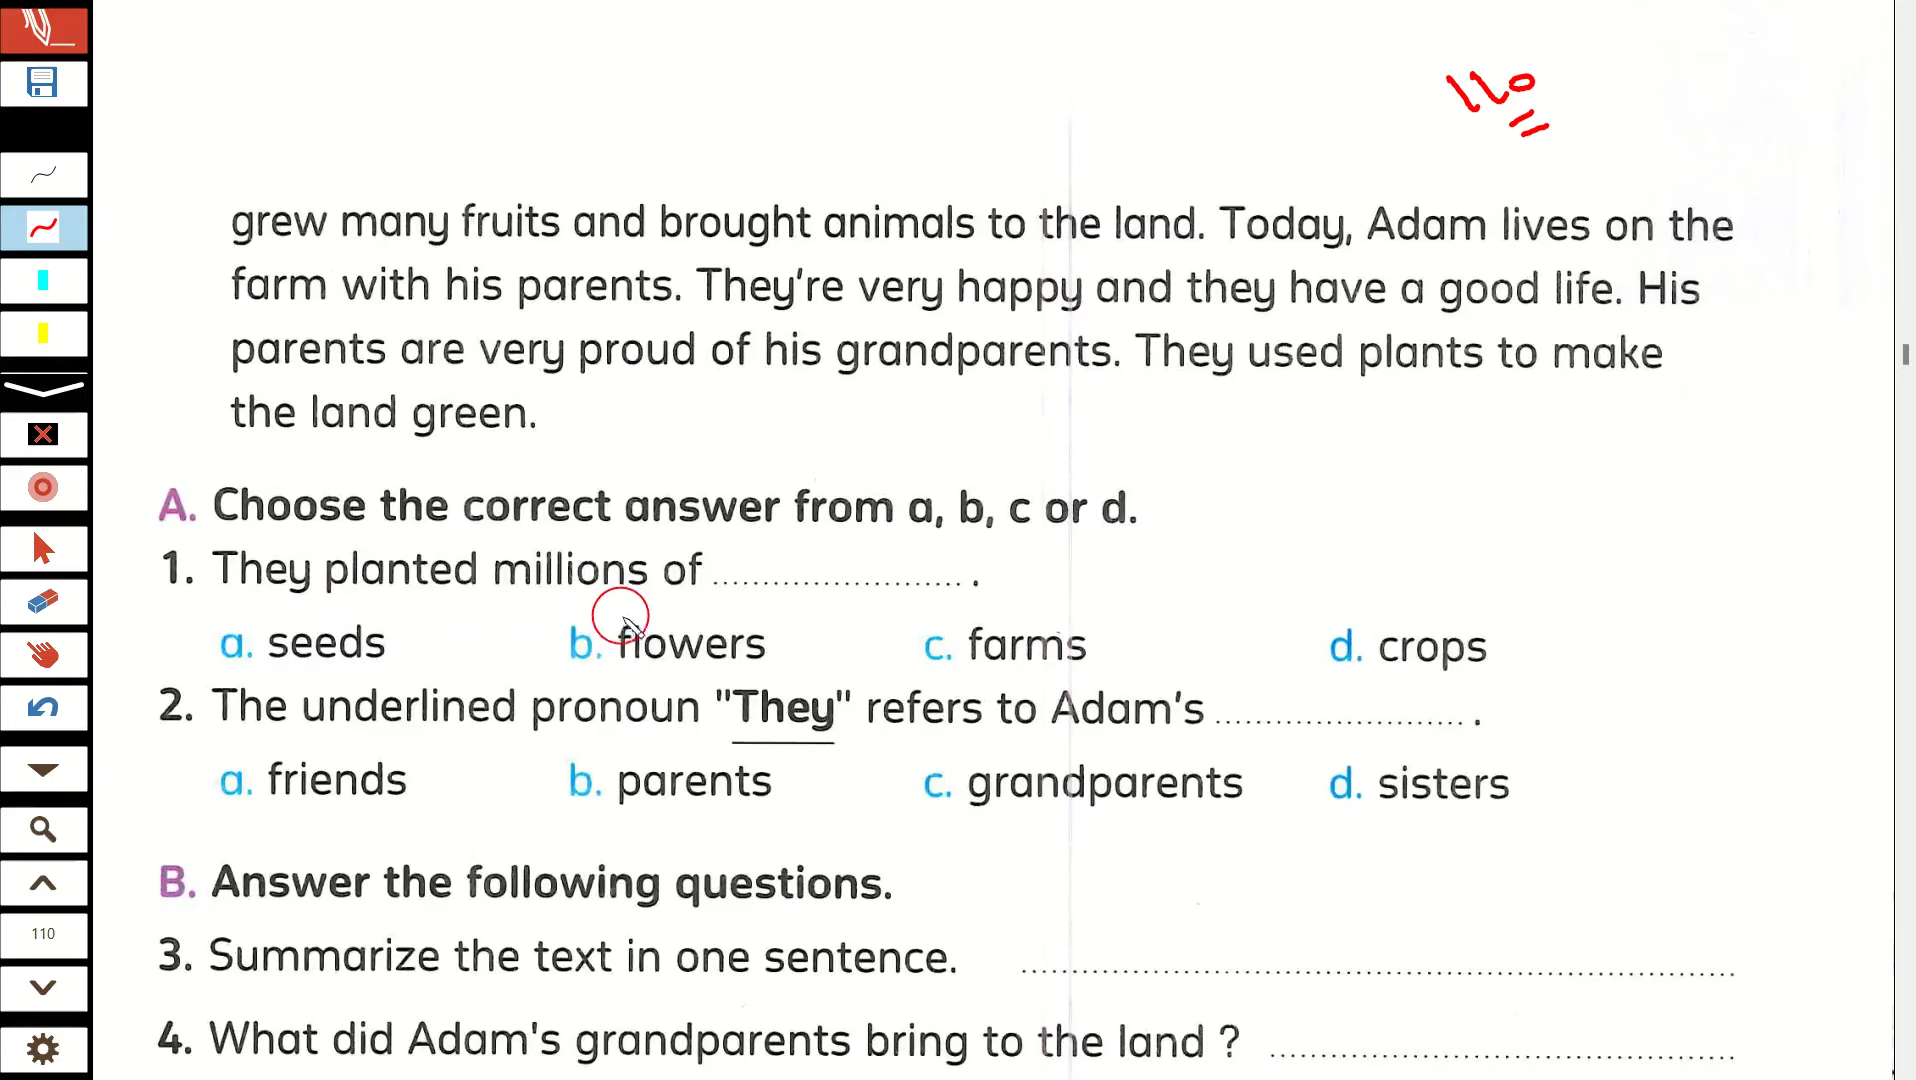 grew many fruits and brought animals to the land. Today, Adam lives on the
farm with his parents. They're very happy and they have a good life. His
parents are very proud of his grandparents. They used plants to make
the land green.
A. Choose the correct answer from a, b, c or d.
1. They planted millions of ........................ .
a. seeds b. flowers c. farms d. crops
2. The underlined pronoun "They" refers to Adam's ........................ .
a. friends b. parents c. grandparents d. sisters
B. Answer the following questions.
3. Summarize the text in one sentence. ........................
4. What did Adam's grandparents bring to the land ? ........................
110